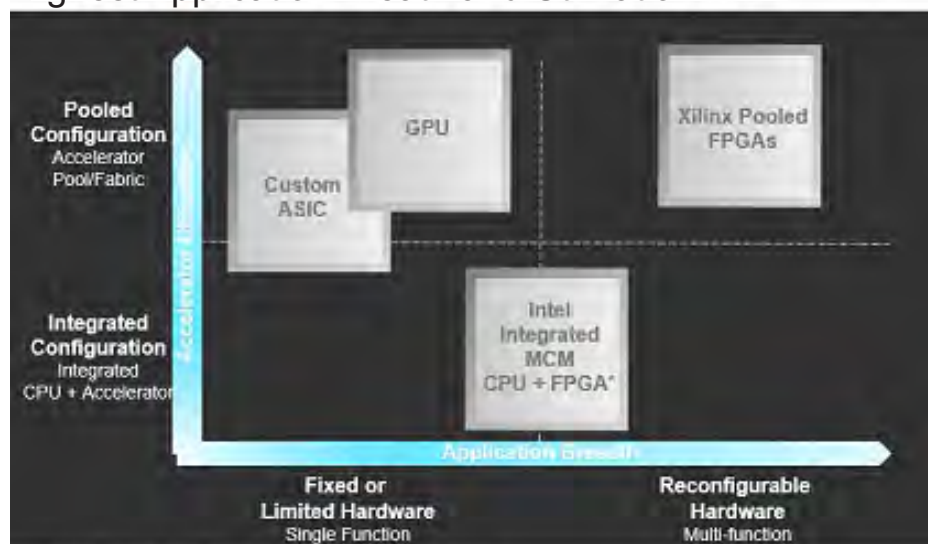 Pooled
Configuration
Accelerator
Pool/Fabric
GPU
Xilinx Pooled
FPGAs
Custom
ASIC
Accelerator
Integrated
Configuration
Integrated
CPU + Accelerator
Intel
Integrated
MCM
CPU + FPGA*
Application Breadth
Fixed or
Limited Hardware
Single Function
Reconfigurable
Hardware
Multi-function